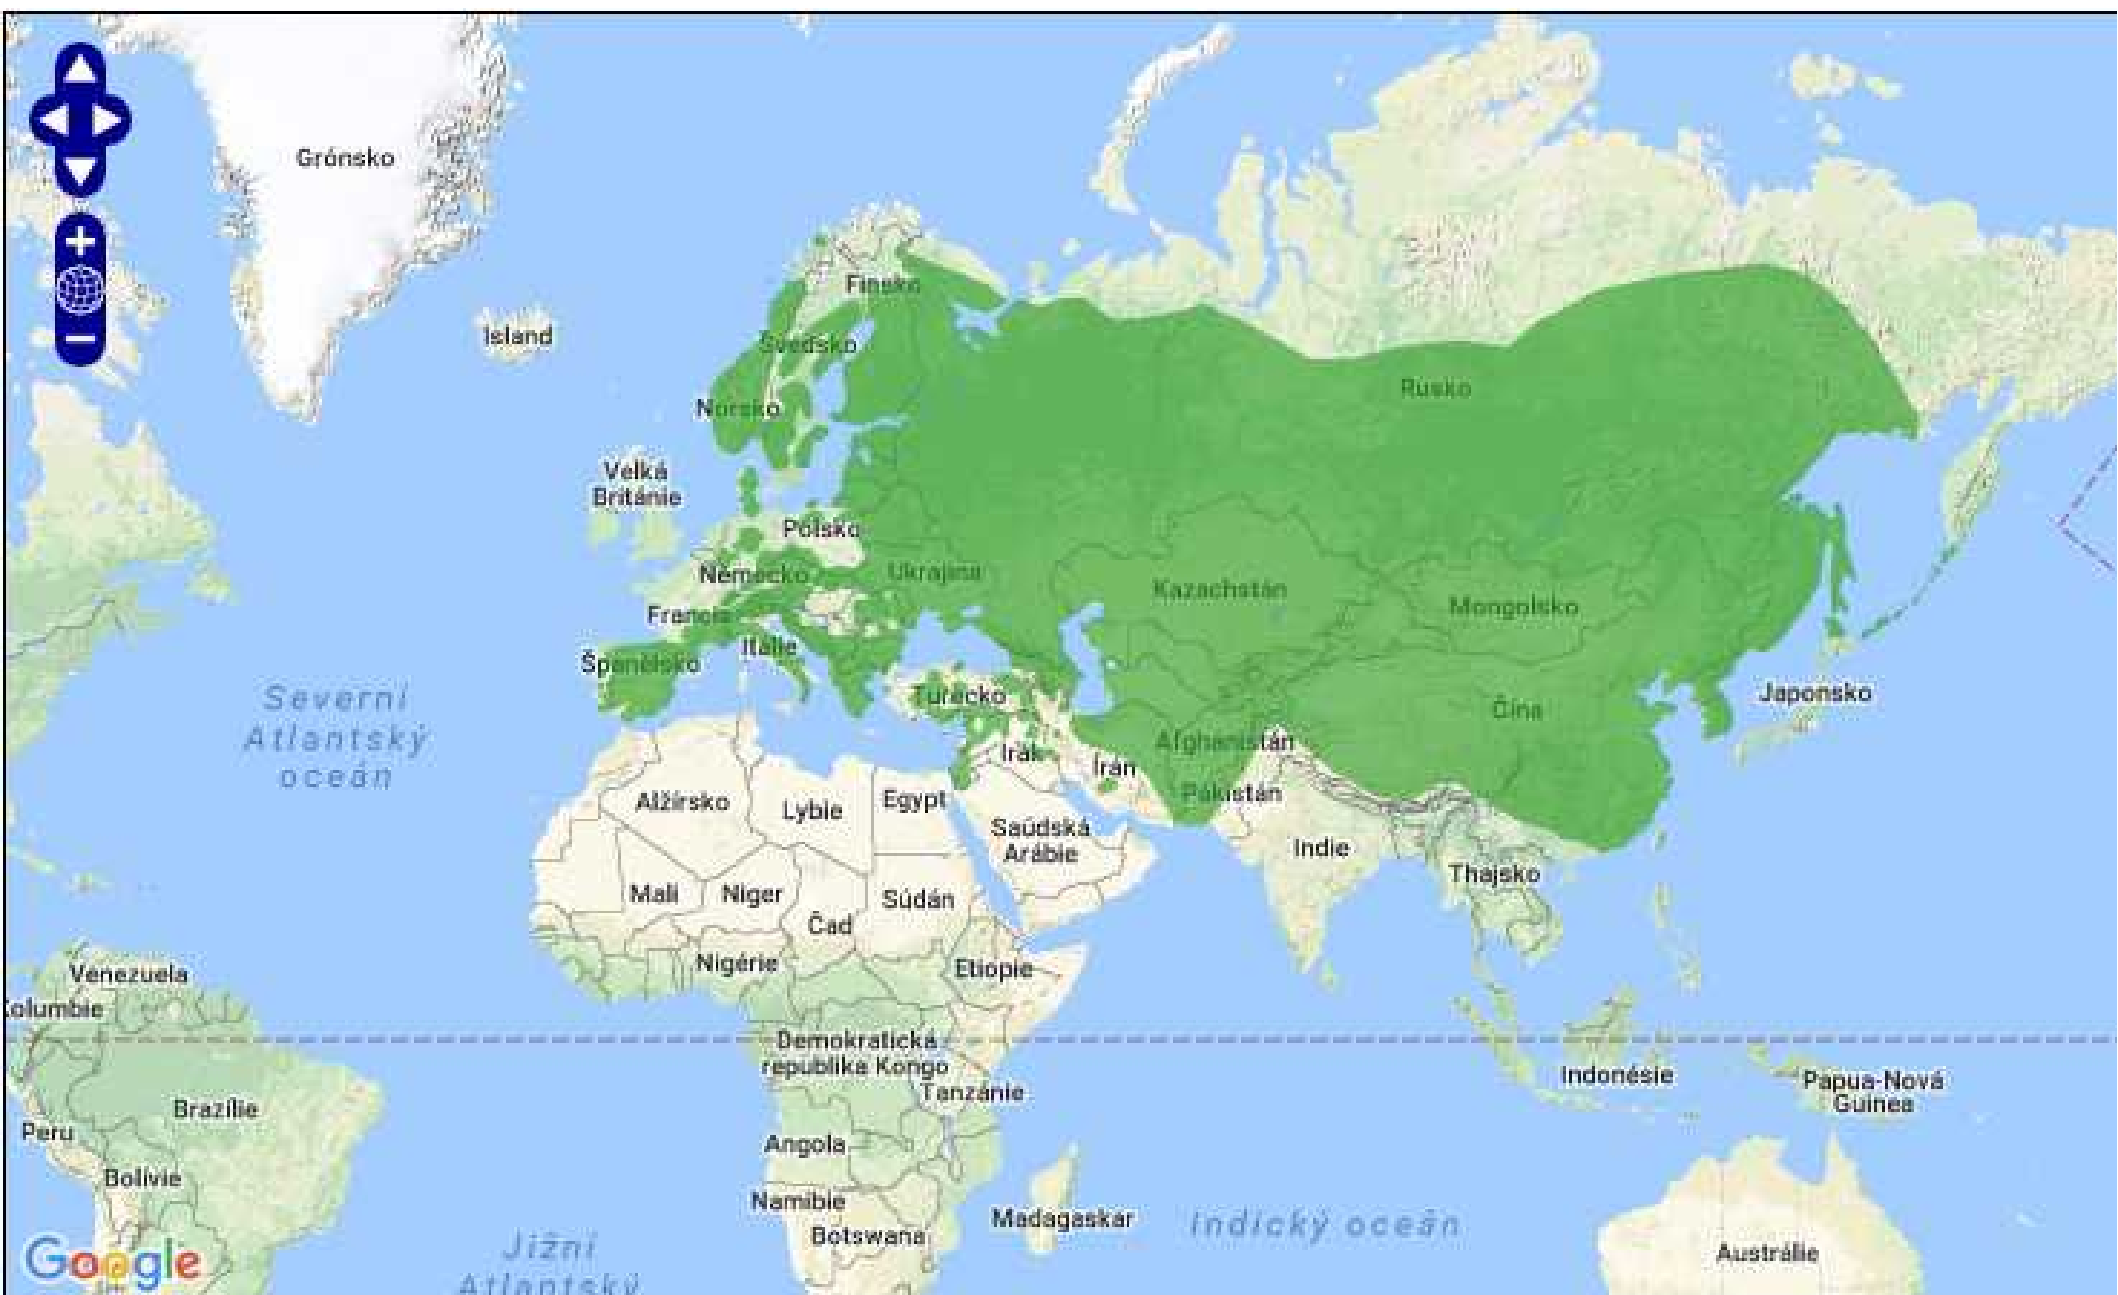 Grónsko
Island
Finsko
Švédsko
Norsko
Velká
Británie
Polsko
Německo
Ukrajina
Francie
Itálie
Španělsko
Rusko
Kazachstán
Mongolsko
Čína
Japonsko
Turecko
Afghánistán
Irák
Írán
Pákistán
Severní
Atlantský
oceán
Alžírsko
Lybie
Egypt
Saúdská
Arábie
Indie
Thajsko
Mali
Niger
Čad
Súdán
Nigérie
Etiopie
Venezuela
Kolumbie
Demokratická
republika Kongo
Tanzánie
Indonésie
Papua-Nová
Guinea
Brazílie
Peru
Bolívie
Angola
Namibie
Botswana
Madagaskar
Indický oceán
Austrálie
Jižní
Atlantský
Google